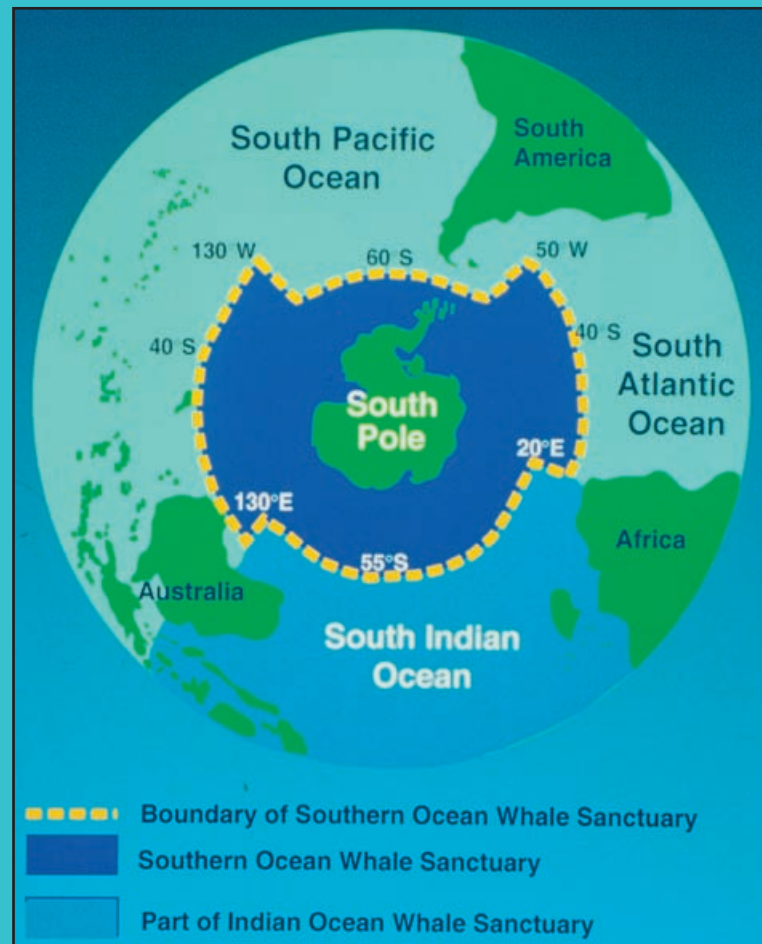 South Pacific
Ocean
South
America
130°W
60°S
50°W
40 S
40 S
South
Atlantic
Ocean
South
Pole
20°E
130°E
55°S
Africa
Australia
South Indian
Ocean
Boundary of Southern Ocean Whale Sanctuary
Southern Ocean Whale Sanctuary
Part of Indian Ocean Whale Sanctuary